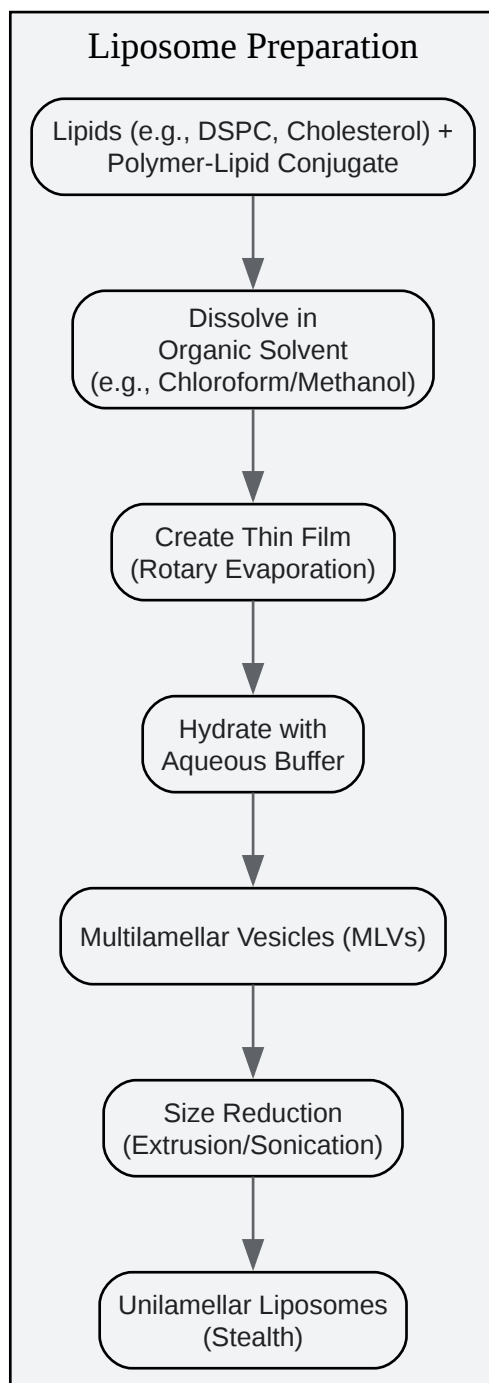 Liposome Preparation
Lipids (e.g., DSPC, Cholesterol) +
Polymer-Lipid Conjugate
Dissolve in
Organic Solvent
(e.g., Chloroform/Methanol)
Create Thin Film
(Rotary Evaporation)
Hydrate with
Aqueous Buffer
Multilamellar Vesicles (MLVs)
Size Reduction
(Extrusion/Sonication)
Unilamellar Liposomes
(Stealth)